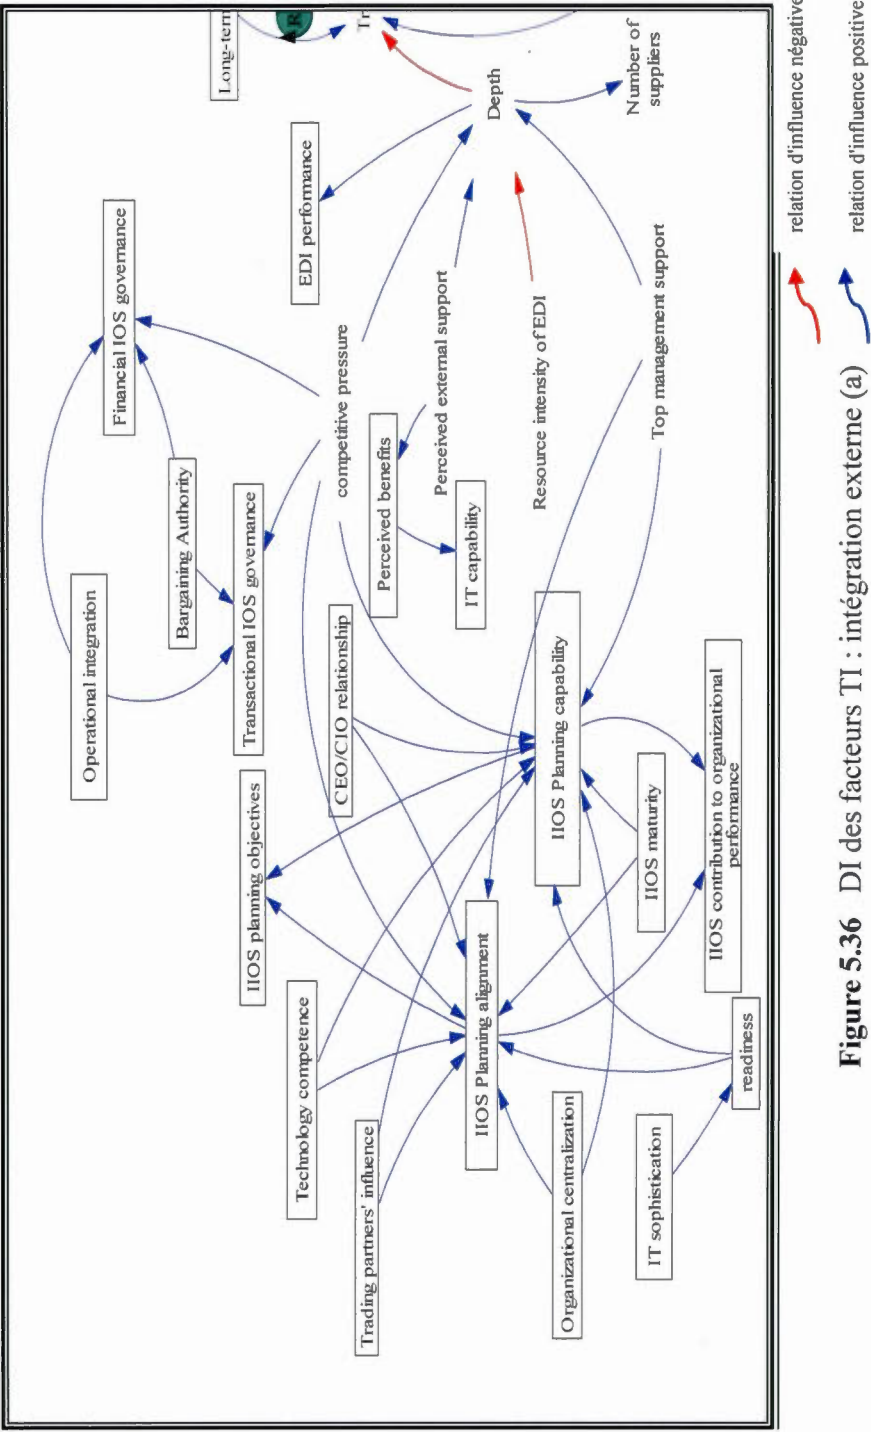 Operational integration
Financial IOS governance
Bargaining Authority
Long-term
R
Tr
Transactional IOS governance
IIOS planning objectives
EDI performance
Technology competence
CEO/CIO relationship
competitive pressure
Trading partners' influence
Perceived benefits
Perceived external support
IT capability
Depth
IIOS Planning alignment
Resource intensity of EDI
IIOS Planning capability
Organizational centralization
Number of
suppliers
Top management support
IIOS maturity
IT sophistication
IIOS contribution to organizational
performance
readiness
relation d'influence négative
relation d'influence positive
Figure 5.36 DI des facteurs TI : intégration externe (a)